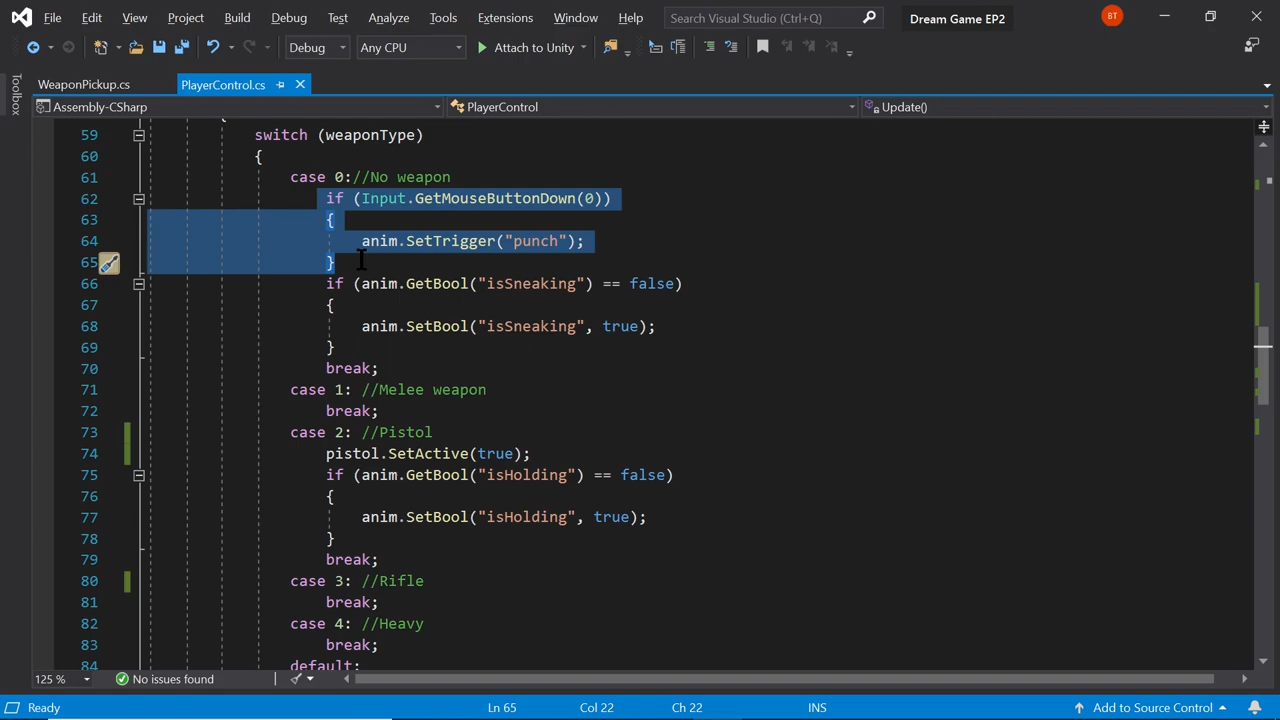 File Edit View Project Build Debug Test Analyze Tools Extensions Window Help Search Visual Studio (Ctrl+Q) Dream Game EP2 BT
Debug Any CPU Attach to Unity
WeaponPickup.cs PlayerControl.cs
Toolbox
Assembly-CSharp PlayerControl Update()
59 switch (weaponType)
60 {
61 case 0://No weapon
62 if (Input.GetMouseButtonDown(0))
63 {
64 anim.SetTrigger("punch");
65 }
66 if (anim.GetBool("isSneaking") == false)
67 {
68 anim.SetBool("isSneaking", true);
69 }
70 break;
71 case 1: //Melee weapon
72 break;
73 case 2: //Pistol
74 pistol.SetActive(true);
75 if (anim.GetBool("isHolding") == false)
76 {
77 anim.SetBool("isHolding", true);
78 }
79 break;
80 case 3: //Rifle
81 break;
82 case 4: //Heavy
83 break;
84 default:
125 % No issues found
Ready Ln 65 Col 22 Ch 22 INS Add to Source Control